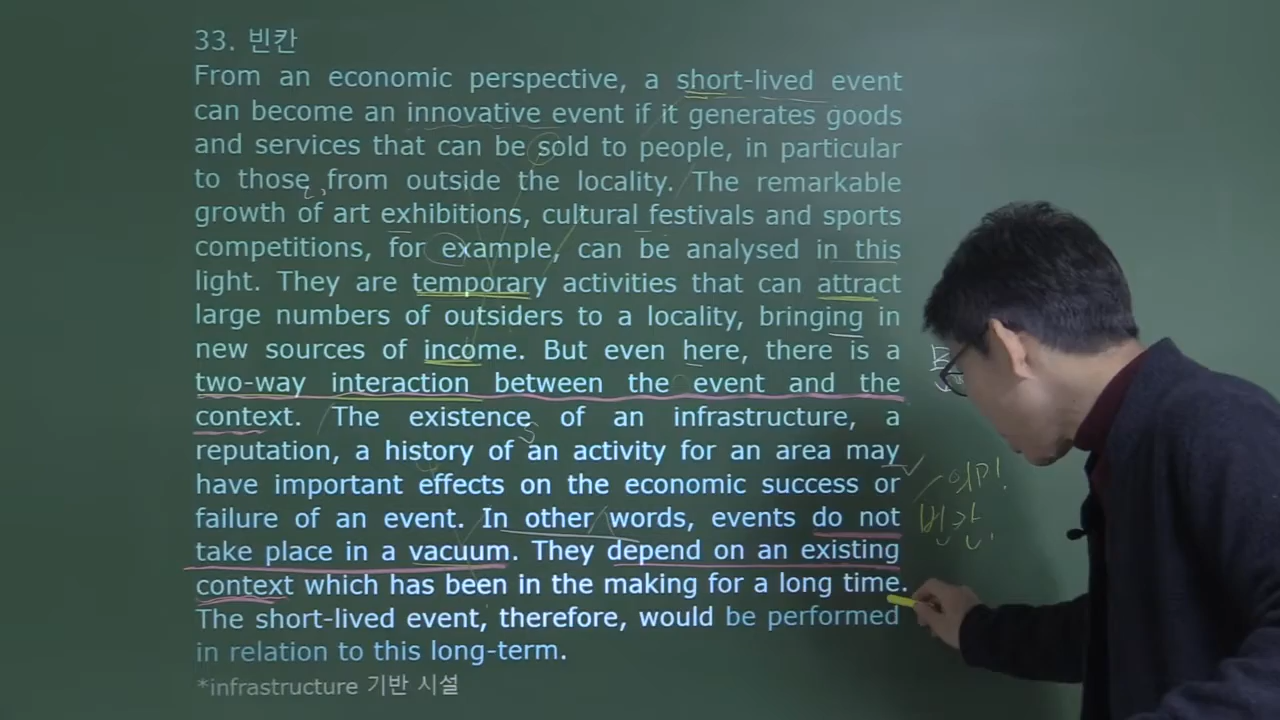 33. 빈칸
From an economic perspective, a short-lived event
can become an innovative event if it generates goods
and services that can be sold to people, in particular
to those from outside the locality. The remarkable
growth of art exhibitions, cultural festivals and sports
competitions, for example, can be analysed in this
light. They are temporary activities that can attract
large numbers of outsiders to a locality, bringing in
new sources of income. But even here, there is a
two-way interaction between the event and the
context. The existence of an infrastructure, a
reputation, a history of an activity for an area may
have important effects on the economic success or
failure of an event. In other words, events do not
take place in a vacuum. They depend on an existing
context which has been in the making for a long time.
The short-lived event, therefore, would be performed
in relation to this long-term.
*infrastructure 기반 시설
빈칸